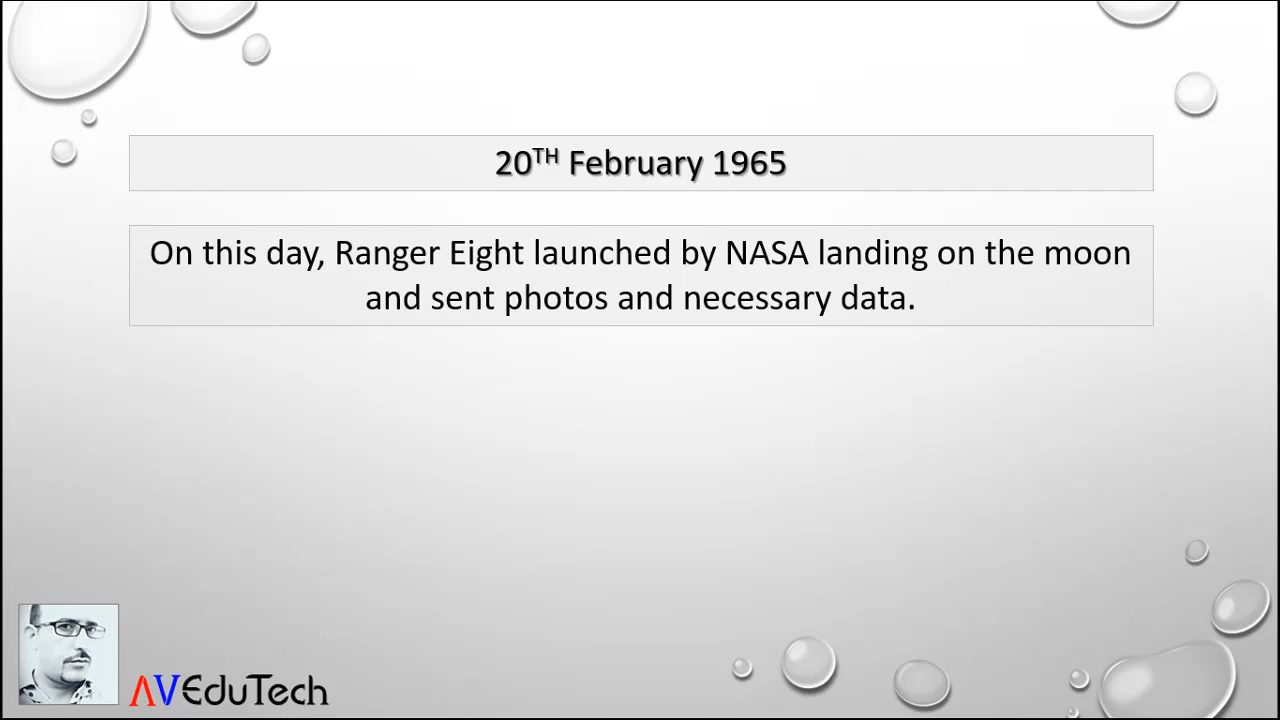 20TH February 1965
On this day, Ranger Eight launched by NASA landing on the moon
and sent photos and necessary data.
AVEduTech